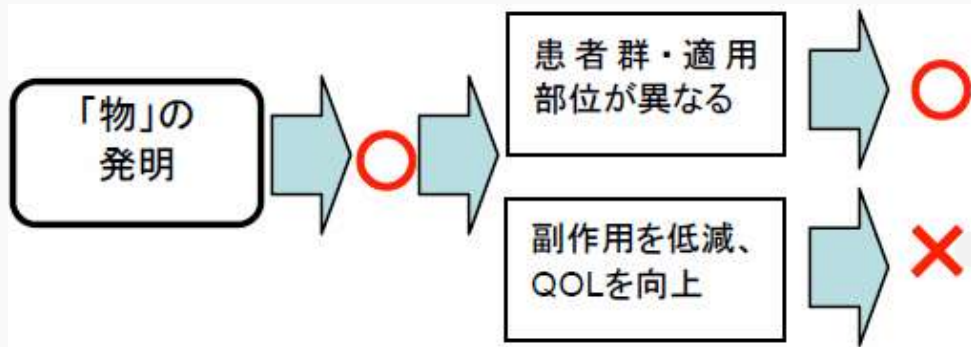 「物」の
発明
患者群・適用
部位が異なる
副作用を低減、
QOLを向上